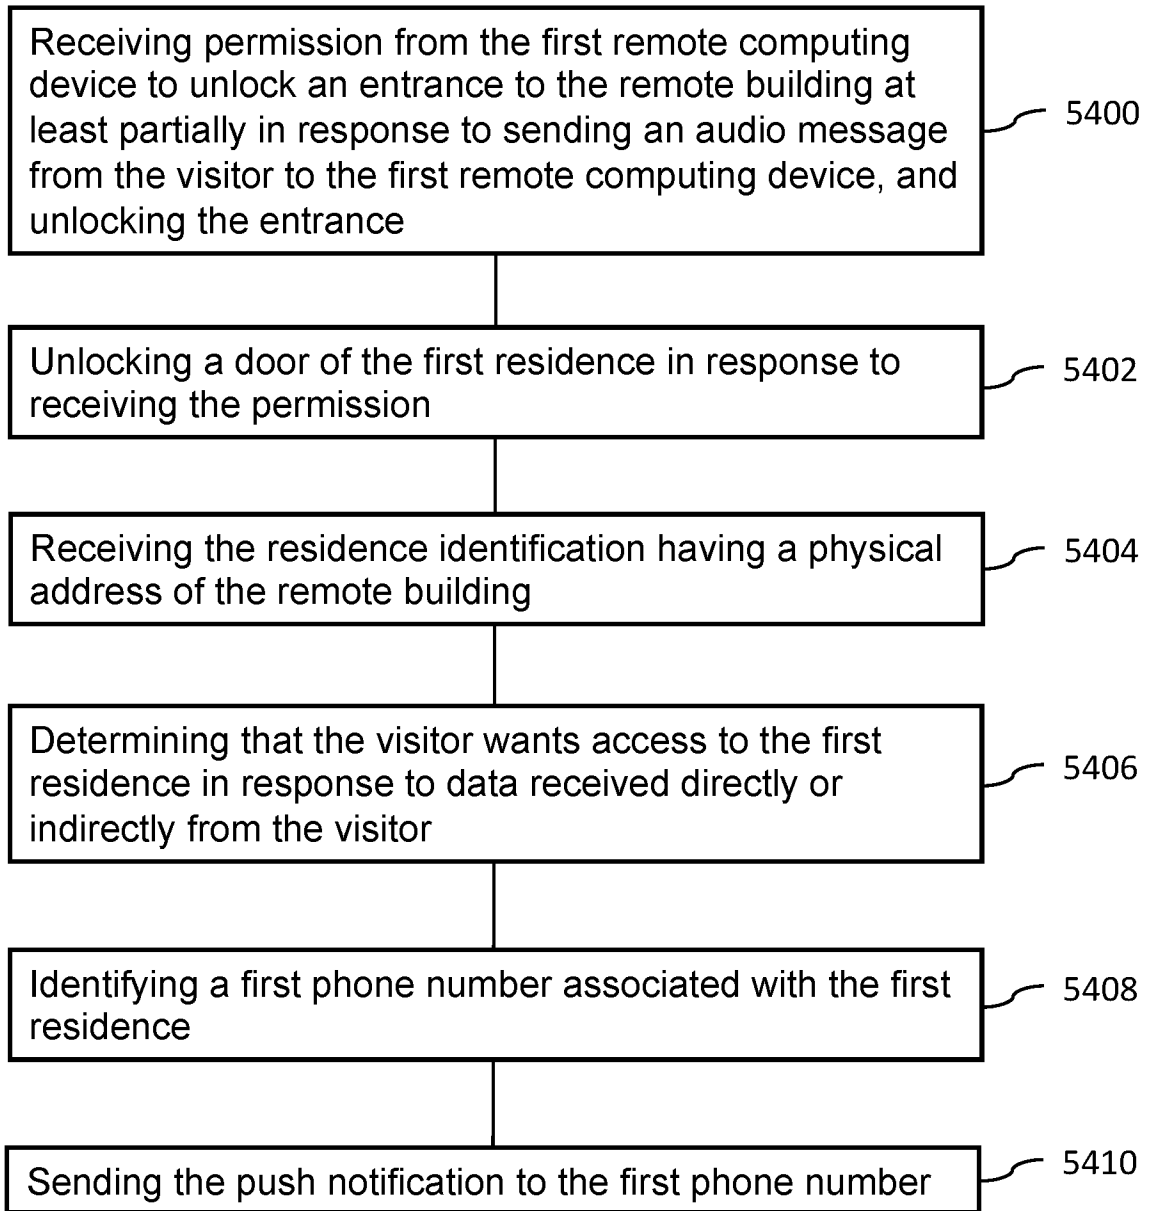 Receiving permission from the first remote computing
device to unlock an entrance to the remote building at
least partially in response to sending an audio message
from the visitor to the first remote computing device, and
unlocking the entrance
5400
Unlocking a door of the first residence in response to
receiving the permission
5402
Receiving the residence identification having a physical
address of the remote building
5404
Determining that the visitor wants access to the first
residence in response to data received directly or
indirectly from the visitor
5406
Identifying a first phone number associated with the first
residence
5408
Sending the push notification to the first phone number
5410